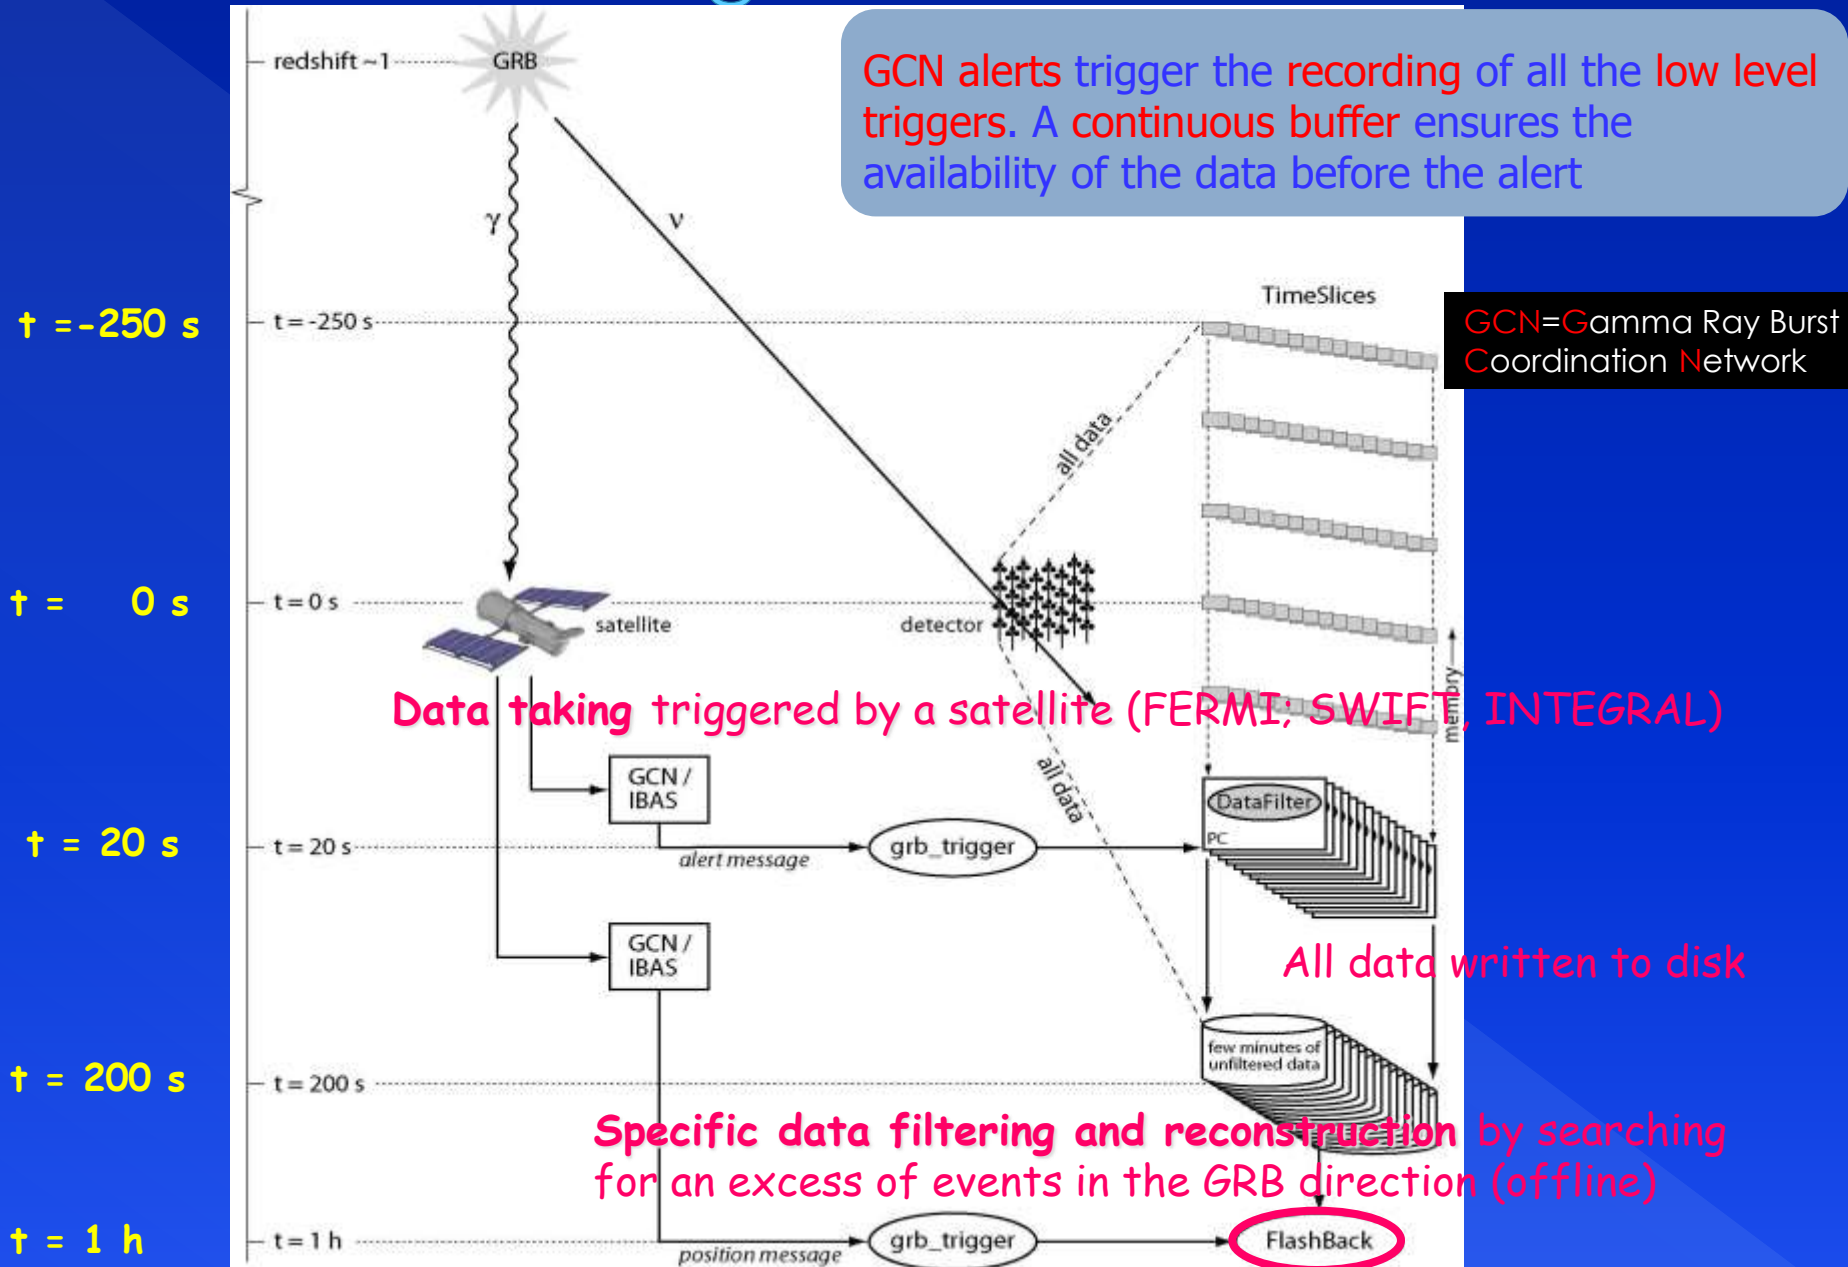 redshift ~1
GRB
GCN alerts trigger the recording of all the low level
triggers. A continuous buffer ensures the
availability of the data before the alert
γ
ν
TimeSlices
t =-250 s
t = -250 s
GCN=Gamma Ray Burst
Coordination Network
all data
t = 0 s
t = 0 s
satellite
detector
memory
Data taking triggered by a satellite (FERMI; SWIFT, INTEGRAL)
all data
GCN /
IBAS
DataFilter
PC
t = 20 s
t = 20 s
alert message
grb_trigger
GCN /
IBAS
All data written to disk
few minutes of
unfiltered data
t = 200 s
t = 200 s
Specific data filtering and reconstruction by searching
for an excess of events in the GRB direction (offline)
t = 1 h
t = 1 h
position message
grb_trigger
FlashBack